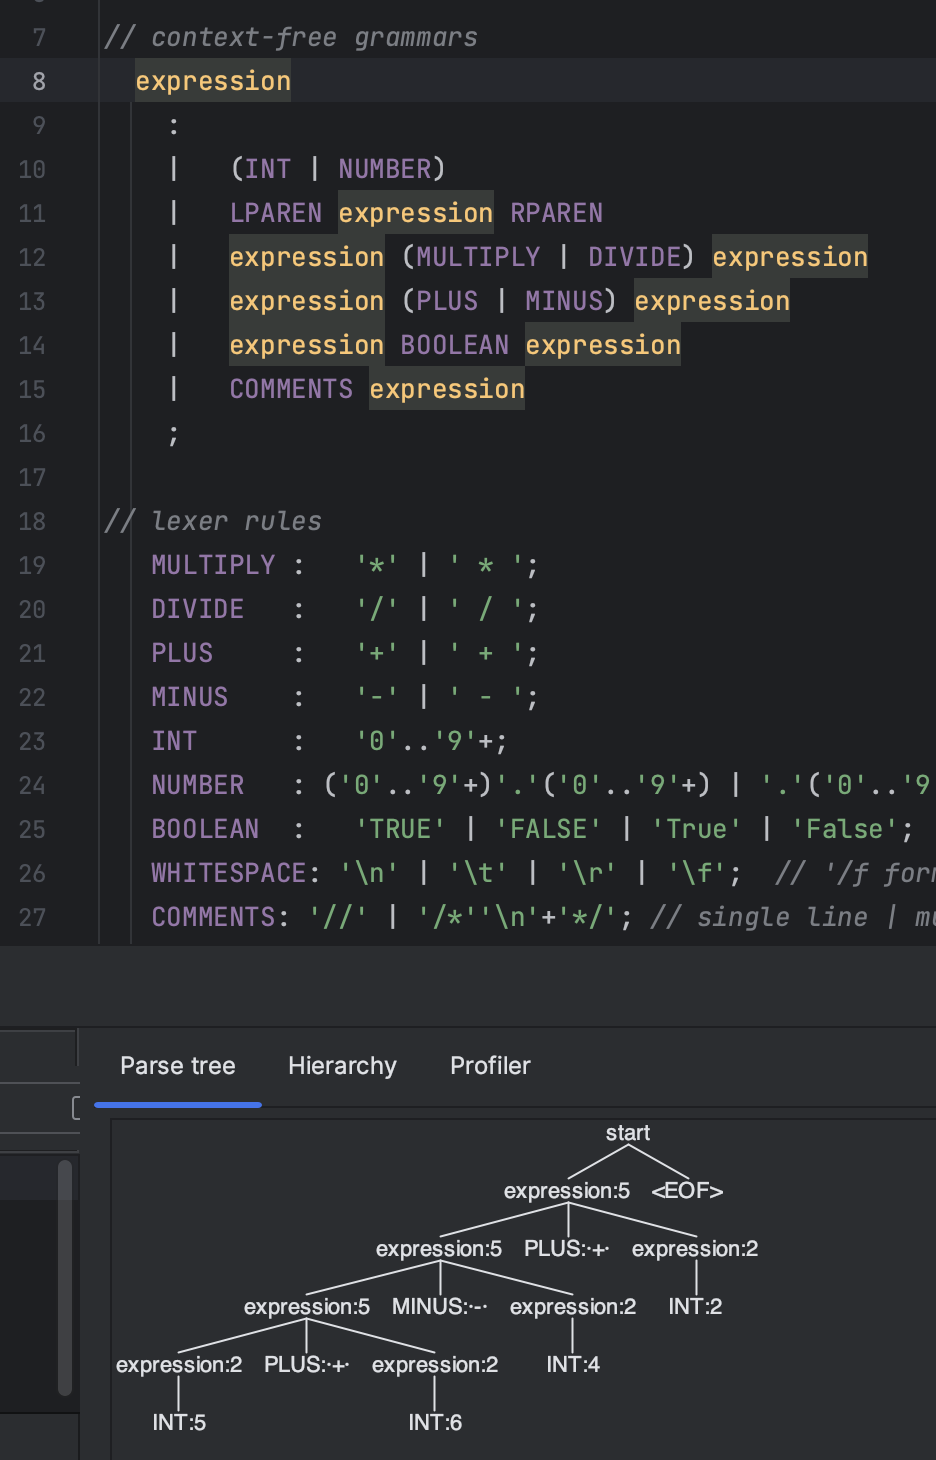 7 // context-free grammars
8 expression
9 :
10 | (INT | NUMBER)
11 | LPAREN expression RPAREN
12 | expression (MULTIPLY | DIVIDE) expression
13 | expression (PLUS | MINUS) expression
14 | expression BOOLEAN expression
15 | COMMENTS expression
16 ;
17
18 // lexer rules
19 MULTIPLY : '*' | ' * ';
20 DIVIDE : '/' | ' / ';
21 PLUS : '+' | ' + ';
22 MINUS : '-' | ' - ';
23 INT : '0'..'9'+;
24 NUMBER : ('0'..'9'+)'.'('0'..'9'+) | '.'('0'..'9
25 BOOLEAN : 'TRUE' | 'FALSE' | 'True' | 'False';
26 WHITESPACE: '\n' | '\t' | '\r' | '\f'; // '/f
27 COMMENTS: '//' | '/*''\n'+'*/'; // single line |
Parse tree Hierarchy Profiler
start
expression:5 <EOF>
expression:5 PLUS:·+· expression:2
expression:5 MINUS:·-· expression:2 INT:2
expression:2 PLUS:·+· expression:2 INT:4
INT:5 INT:6